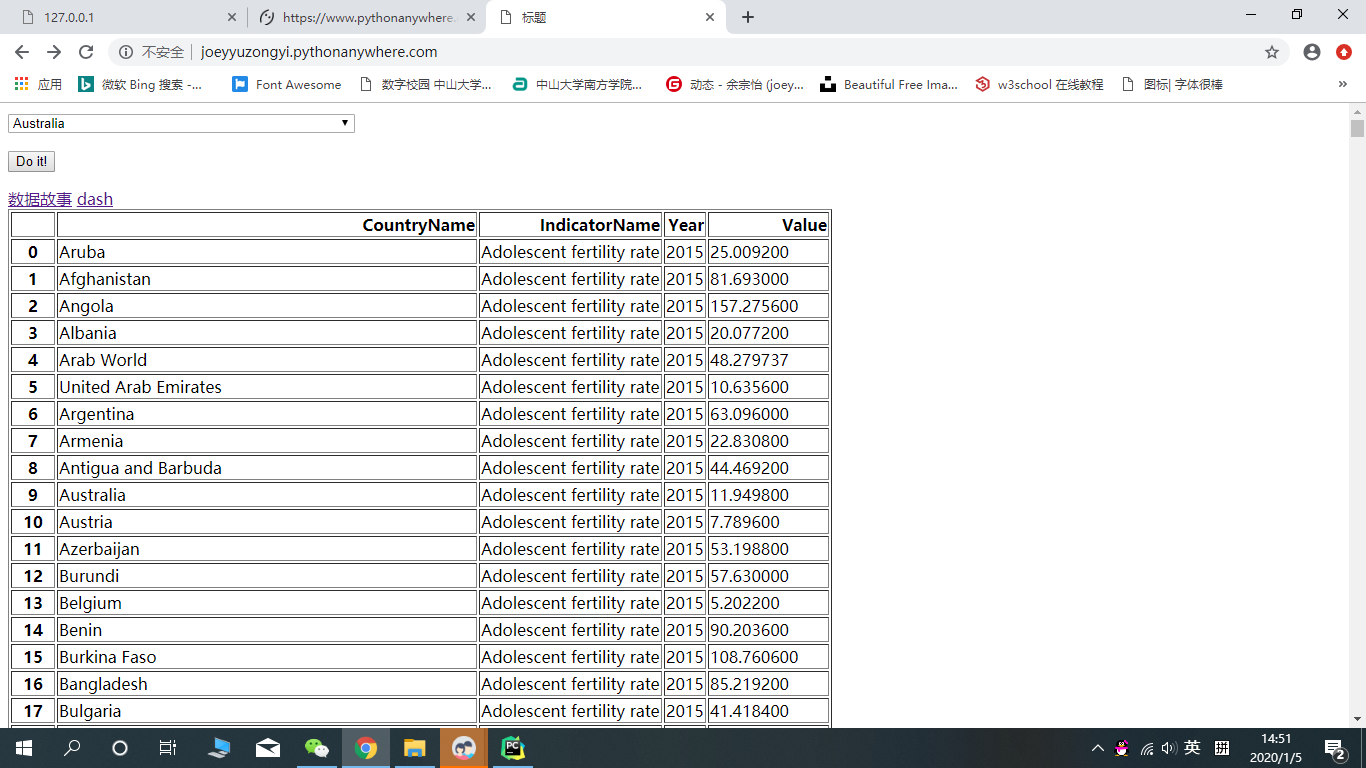 127.0.0.1
https://www.pythonanywhere.
标题
不安全 joeyyuzongyi.pythonanywhere.com
应用 微软 Bing 搜索 -... Font Awesome 数字校园 中山大学... 中山大学南方学院... 动态 - 余宗怡 (joey... Beautiful Free Ima... w3school 在线教程 图标| 字体很棒 »
Australia
Do it!
数据故事 dash
CountryName IndicatorName Year Value
0 Aruba Adolescent fertility rate 2015 25.009200
1 Afghanistan Adolescent fertility rate 2015 81.693000
2 Angola Adolescent fertility rate 2015 157.275600
3 Albania Adolescent fertility rate 2015 20.077200
4 Arab World Adolescent fertility rate 2015 48.279737
5 United Arab Emirates Adolescent fertility rate 2015 10.635600
6 Argentina Adolescent fertility rate 2015 63.096000
7 Armenia Adolescent fertility rate 2015 22.830800
8 Antigua and Barbuda Adolescent fertility rate 2015 44.469200
9 Australia Adolescent fertility rate 2015 11.949800
10 Austria Adolescent fertility rate 2015 7.789600
11 Azerbaijan Adolescent fertility rate 2015 53.198800
12 Burundi Adolescent fertility rate 2015 57.630000
13 Belgium Adolescent fertility rate 2015 5.202200
14 Benin Adolescent fertility rate 2015 90.203600
15 Burkina Faso Adolescent fertility rate 2015 108.760600
16 Bangladesh Adolescent fertility rate 2015 85.219200
17 Bulgaria Adolescent fertility rate 2015 41.418400
PC
英 拼
14:51
2020/1/5
2